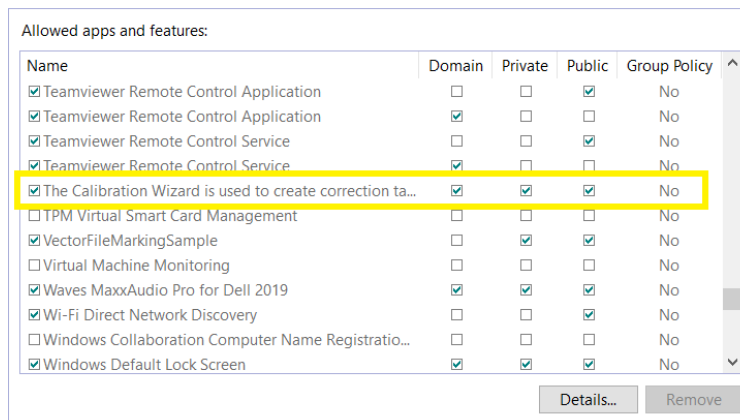 Allowed apps and features:
Name Domain Private Public Group Policy
Teamviewer Remote Control Application No
Teamviewer Remote Control Application No
Teamviewer Remote Control Service No
Teamviewer Remote Control Service No
The Calibration Wizard is used to create correction ta... No
TPM Virtual Smart Card Management No
VectorFileMarkingSample No
Virtual Machine Monitoring No
Waves MaxxAudio Pro for Dell 2019 No
Wi-Fi Direct Network Discovery No
Windows Collaboration Computer Name Registratio... No
Windows Default Lock Screen No
Details... Remove